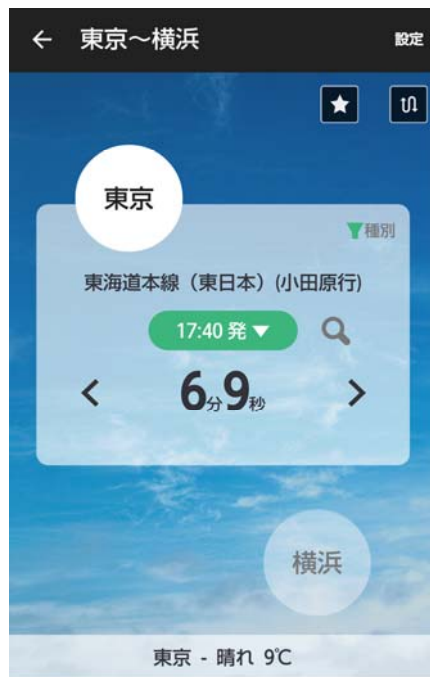 東京～横浜 設定
東京
種別
東海道本線（東日本）(小田原行)
17:40 発▼
6分9秒
横浜
東京 - 晴れ 9℃